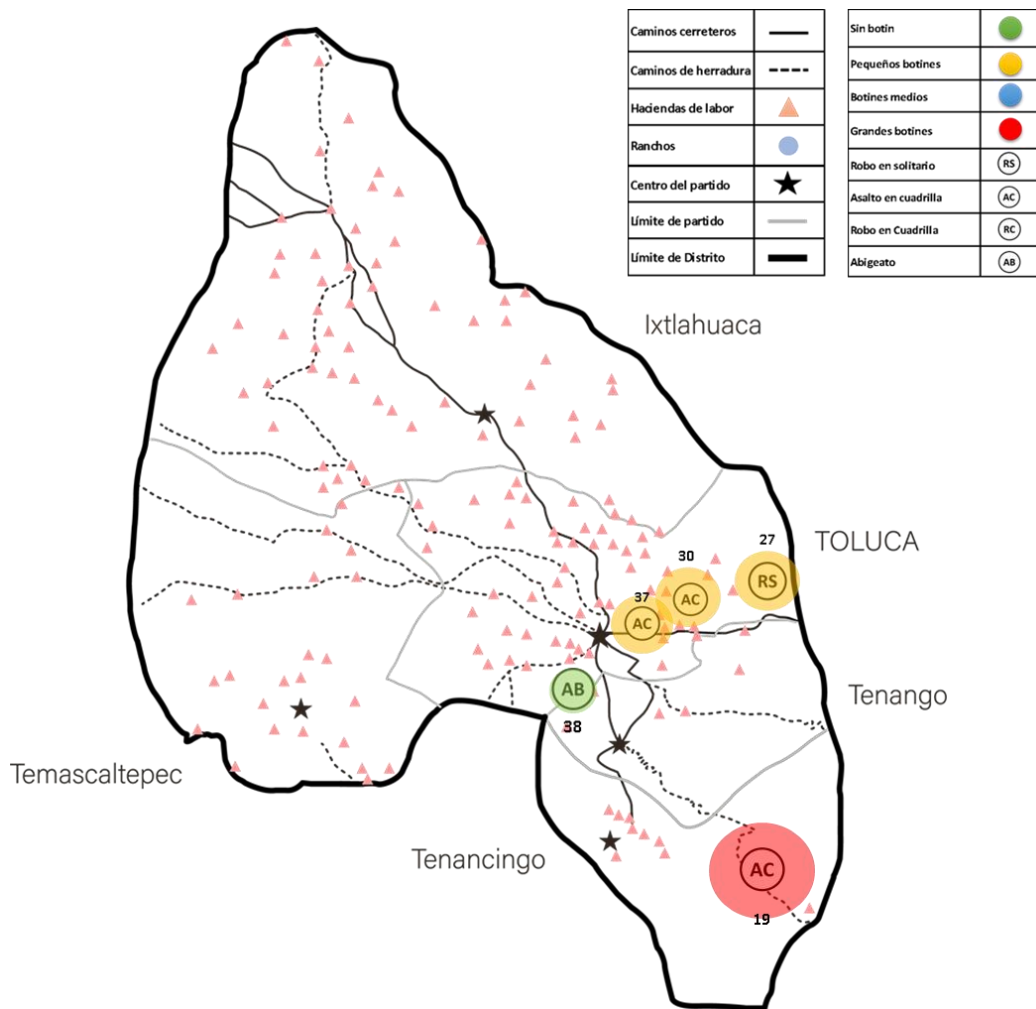 Caminos cerreteros
Caminos de herradura
Haciendas de labor
Ranchos
Centro del partido
Límite de partido
Límite de Distrito
Sin botín
Pequeños botines
Botines medios
Grandes botines
Robo en solitario
RS
Asalto en cuadrilla
AC
Robo en Cuadrilla
RC
Abigeato
AB
Ixtlahuaca
TOLUCA
27
RS
30
AC
37
AC
AB
38
Tenango
Temascaltepec
Tenancingo
AC
19